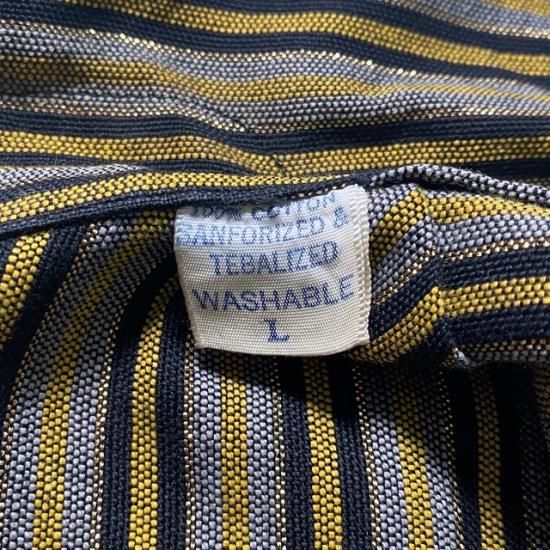 100% COTTON
SANFORIZED &
TEBALIZED
WASHABLE
L